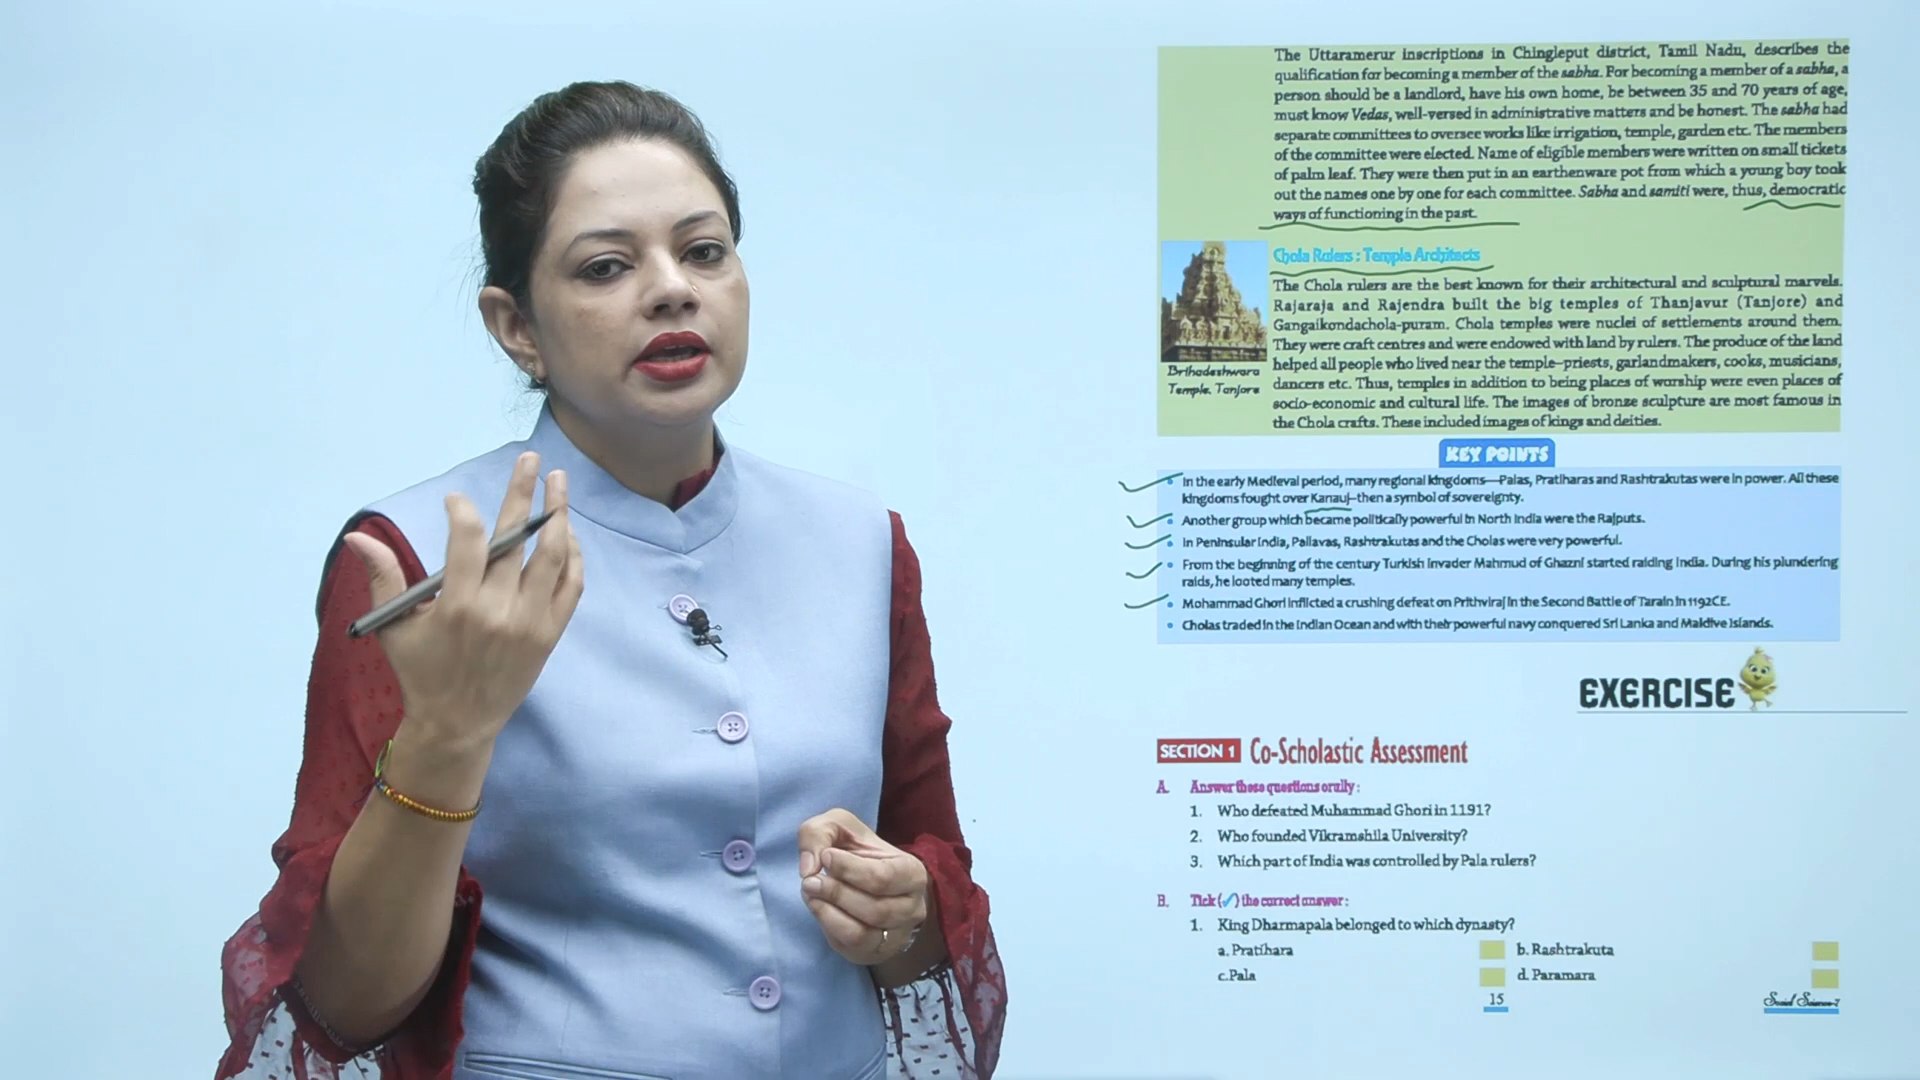 The Uttaramerur inscriptions in Chingleput district, Tamil Nadu, describes the
qualification for becoming a member of the sabha. For becoming a member of a sabha, a
person should be a landlord, have his own home, be between 35 and 70 years of age,
must know Vedas, well-versed in administrative matters and be honest. The sabha had
separate committees to oversee works like irrigation, temple, garden etc. The members
of the committee were elected. Name of eligible members were written on small tickets
of palm leaf. They were then put in an earthenware pot from which a young boy took
out the names one by one for each committee. Sabha and samiti were, thus, democratic
ways of functioning in the past.
Chola Rulers : Temple Architects
The Chola rulers are the best known for their architectural and sculptural marvels.
Rajaraja and Rajendra built the big temples of Thanjavur (Tanjore) and
Gangaikondachola-puram. Chola temples were nuclei of settlements around them.
They were craft centres and were endowed with land by rulers. The produce of the land
helped all people who lived near the temple–priests, garlandmakers, cooks, musicians,
dancers etc. Thus, temples in addition to being places of worship were even places of
socio-economic and cultural life. The images of bronze sculpture are most famous in
the Chola crafts. These included images of kings and deities.
Brihadeshwara
Temple, Tanjore
KEY POINTS
• In the early Medieval period, many regional kingdoms—Palas, Pratiharas and Rashtrakutas were in power. All these
kingdoms fought over Kanauj–then a symbol of sovereignty.
• Another group which became politically powerful in North India were the Rajputs.
• In Peninsular India, Pallavas, Rashtrakutas and the Cholas were very powerful.
• From the beginning of the century Turkish invader Mahmud of Ghazni started raiding India. During his plundering
raids, he looted many temples.
• Mohammad Ghori inflicted a crushing defeat on Prithviraj in the Second Battle of Tarain in 1192CE.
• Cholas traded in the Indian Ocean and with their powerful navy conquered Sri Lanka and Maldive Islands.
EXERCISE
SECTION 1 Co-Scholastic Assessment
A. Answer these questions orally :
1. Who defeated Muhammad Ghori in 1191?
2. Who founded Vikramshila University?
3. Which part of India was controlled by Pala rulers?
B. Tick (✓) the correct answer :
1. King Dharmapala belonged to which dynasty?
a. Pratihara b. Rashtrakuta
c. Pala d. Paramara
15
Social Science-7